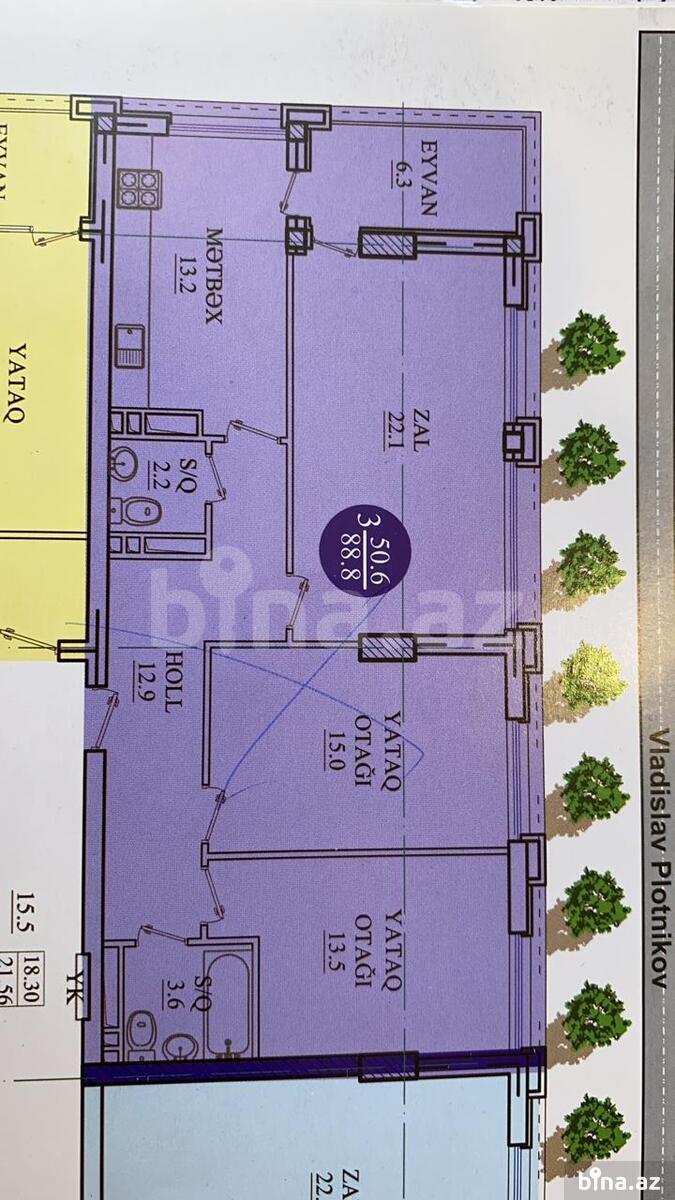 EYVAN
6.3
MƏTBƏX
13.2
ZAL
22.1
S/Q
2.2
3
50.6
88.8
HOLL
12.9
YATAQ
OTAĞI
15.0
YATAQ
OTAĞI
13.5
S/Q
3.6
EYVAN
YATAQ
15.5
18.30
21.56
YK
ZA
22.
Vladislav Plotnikov
bina.az
bina.az